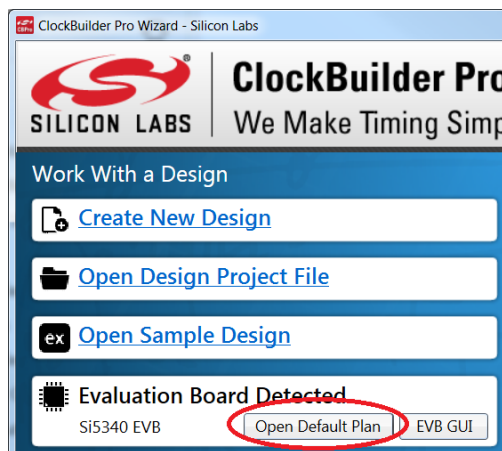 ClockBuilder Pro Wizard - Silicon Labs
SILICON LABS
ClockBuilder Pro
We Make Timing Simp
Work With a Design
Create New Design
Open Design Project File
ex Open Sample Design
Evaluation Board Detected
Si5340 EVB Open Default Plan EVB GUI